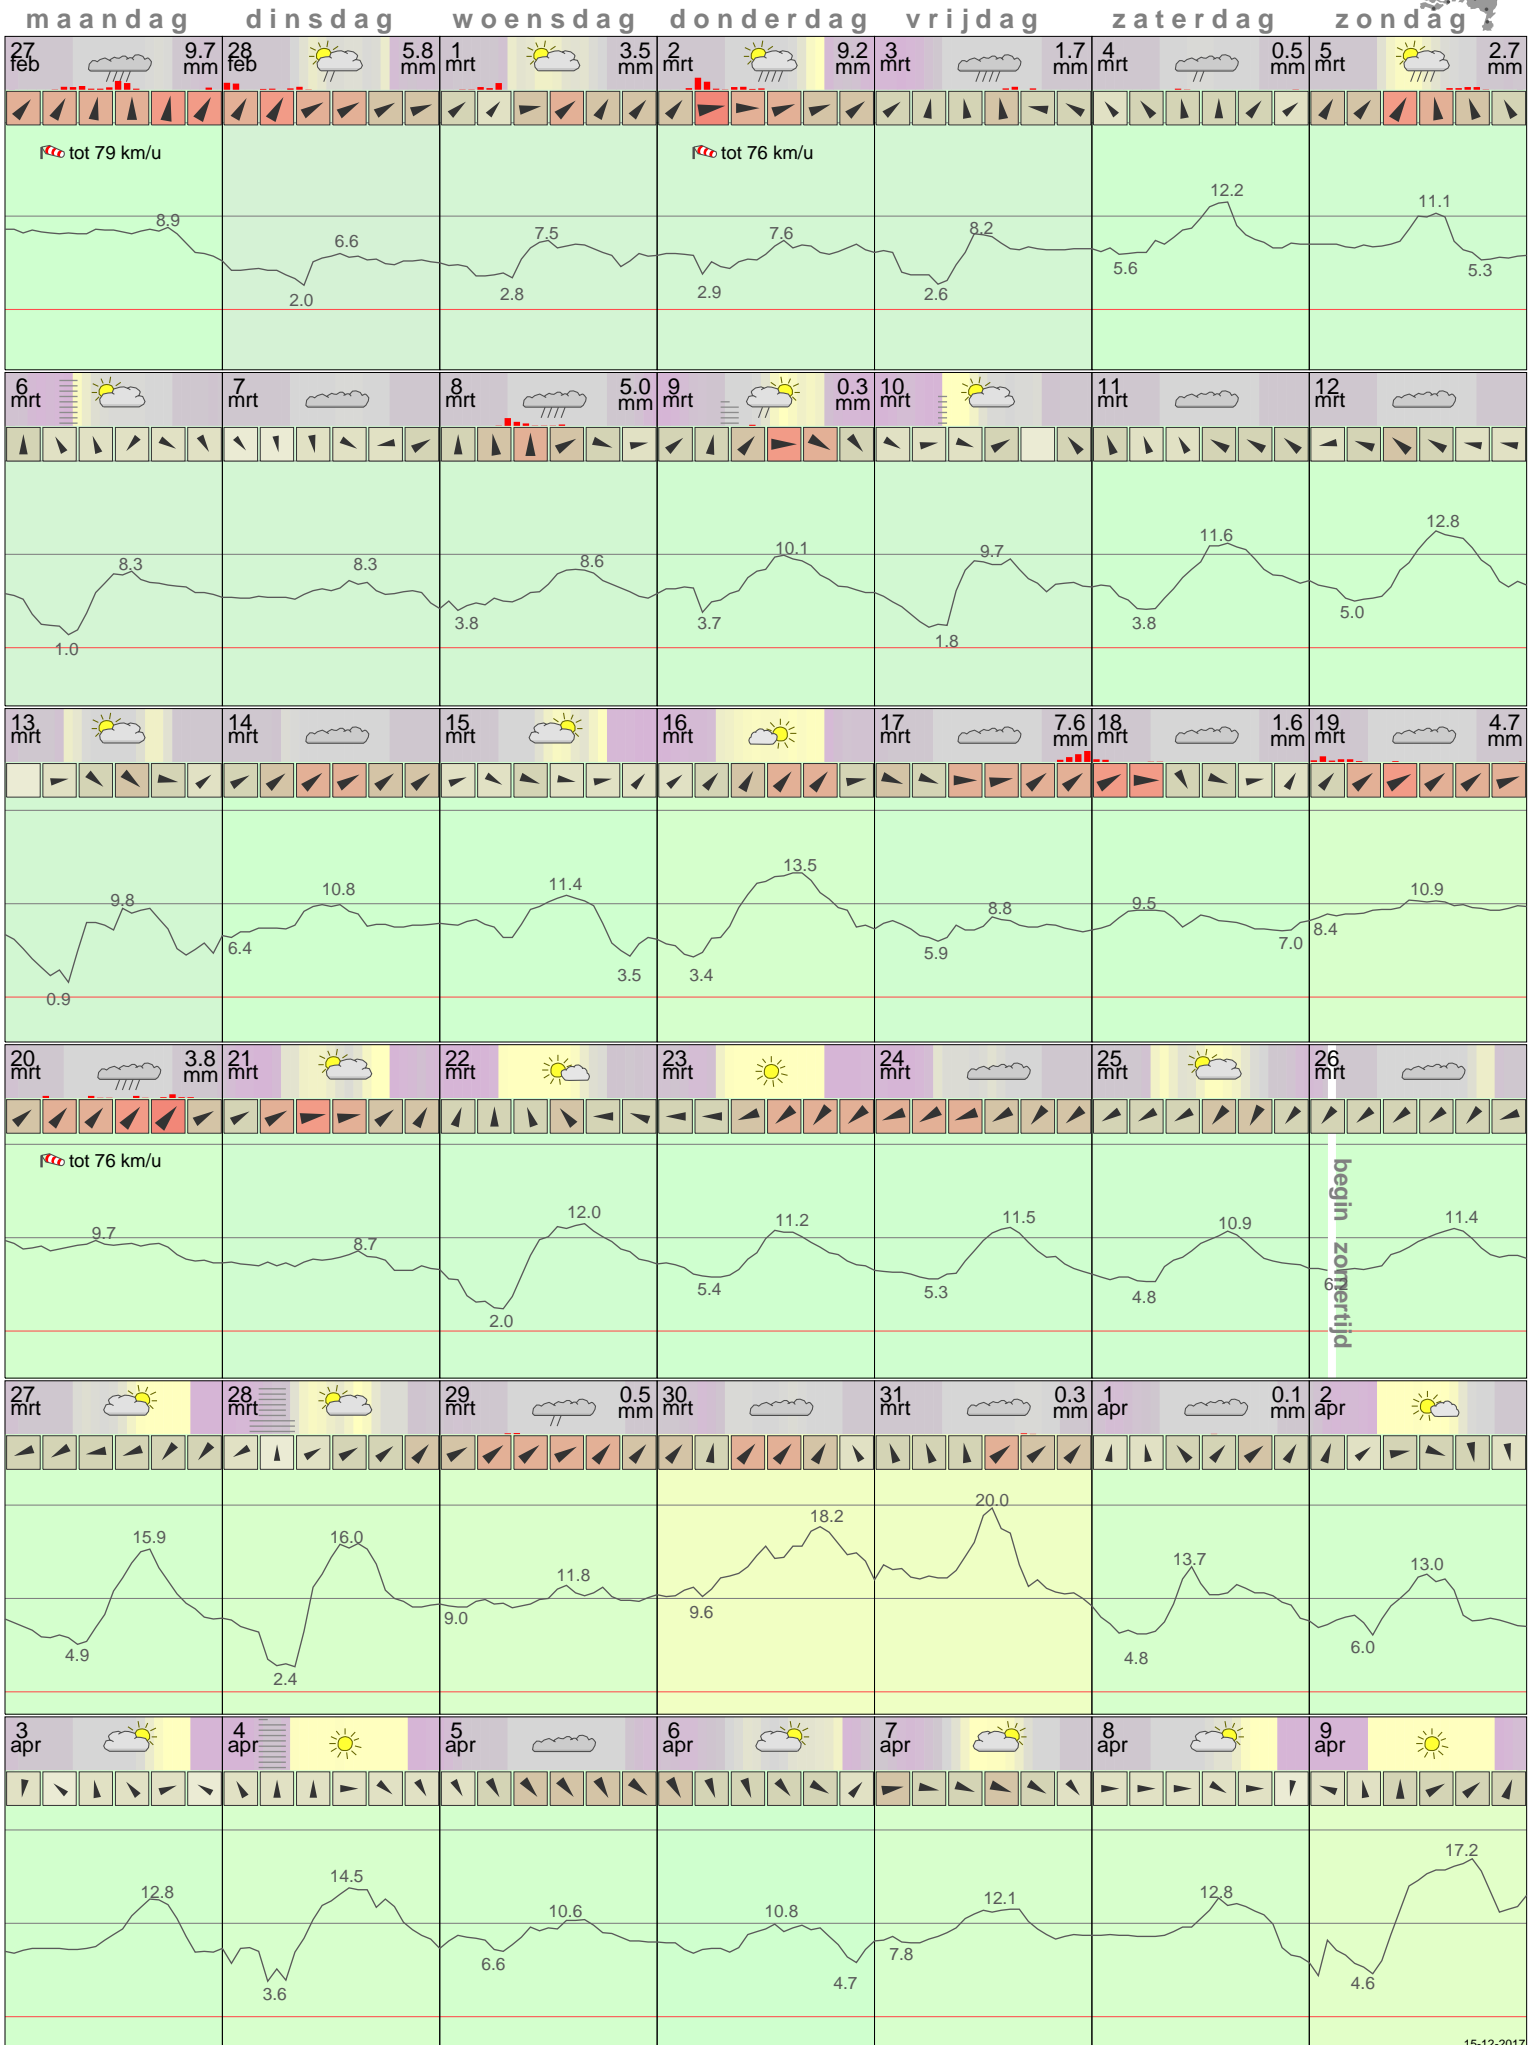 maandag dinsdag woensdag donderdag vrijdag zaterdag zondag
27 feb 9.7 mm 28 feb 5.8 mm 1 mrt 3.5 mm 2 mrt 9.2 mm 3 mrt 1.7 mm 4 mrt 0.5 mm 5 mrt 2.7 mm
tot 79 km/u tot 76 km/u
8.9 2.0 6.6 2.8 7.5 2.9 7.6 2.6 8.2 5.6 12.2 11.1 5.3
6 mrt 7 mrt 8 mrt 5.0 mm 9 mrt 0.3 mm 10 mrt 11 mrt 12 mrt
1.0 8.3 8.3 3.8 8.6 3.7 10.1 1.8 9.7 3.8 11.6 5.0 12.8
13 mrt 14 mrt 15 mrt 16 mrt 17 mrt 7.6 mm 18 mrt 1.6 mm 19 mrt 4.7 mm
0.9 9.8 6.4 10.8 11.4 3.5 3.4 13.5 5.9 8.8 9.5 7.0 8.4 10.9
20 mrt 3.8 mm 21 mrt 22 mrt 23 mrt 24 mrt 25 mrt 26 mrt
tot 76 km/u
9.7 8.7 2.0 12.0 5.4 11.2 5.3 11.5 4.8 10.9 11.4
begin zomertijd
27 mrt 28 mrt 29 mrt 0.5 mm 30 mrt 31 mrt 0.3 mm 1 apr 0.1 mm 2 apr
4.9 15.9 2.4 16.0 9.0 11.8 9.6 18.2 20.0 4.8 13.7 6.0 13.0
3 apr 4 apr 5 apr 6 apr 7 apr 8 apr 9 apr
12.8 3.6 14.5 6.6 10.6 10.8 4.7 7.8 12.1 12.8 4.6 17.2
15-12-2017